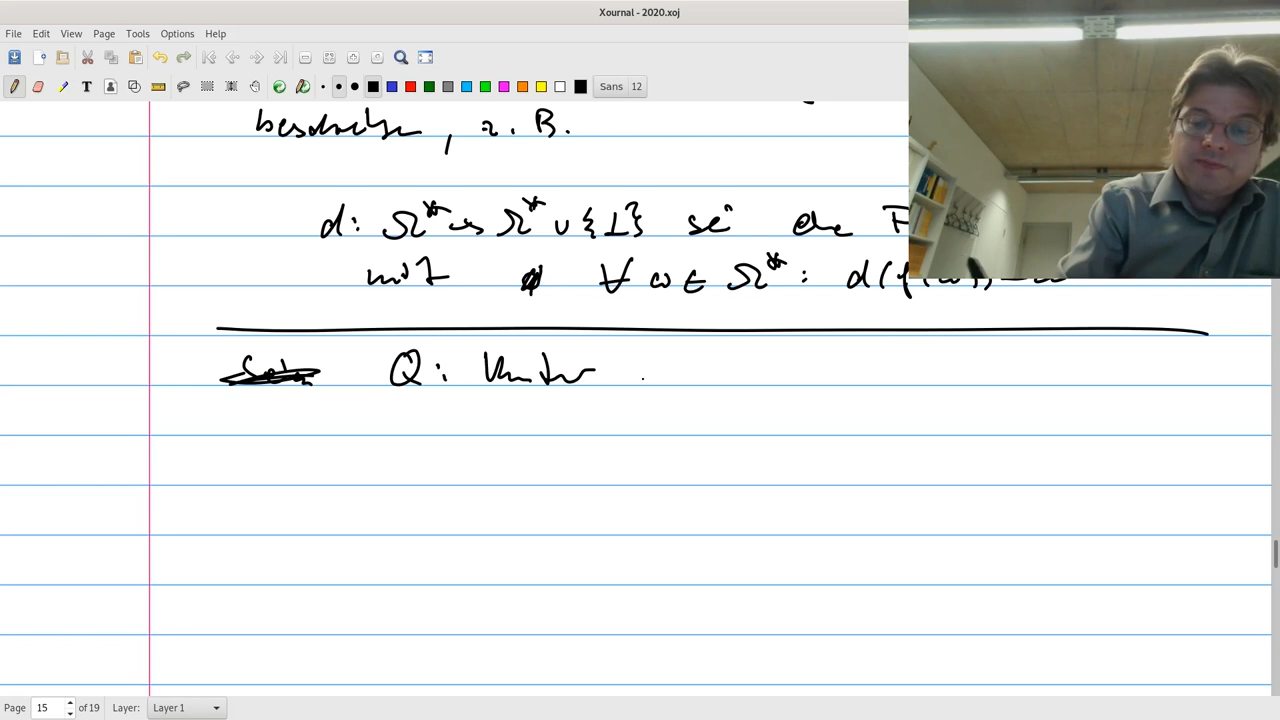 Xournal - 2020.xoj
File Edit View Page Tools Options Help
Sans 12
beschreiben, z. B.
d: Ω* → Ω* ∪ {⊥} sei eine F
mit ∀ ω ∈ Ω*: d(f(ω)) = ω
Q: Unter
Page 15 of 19 Layer: Layer 1